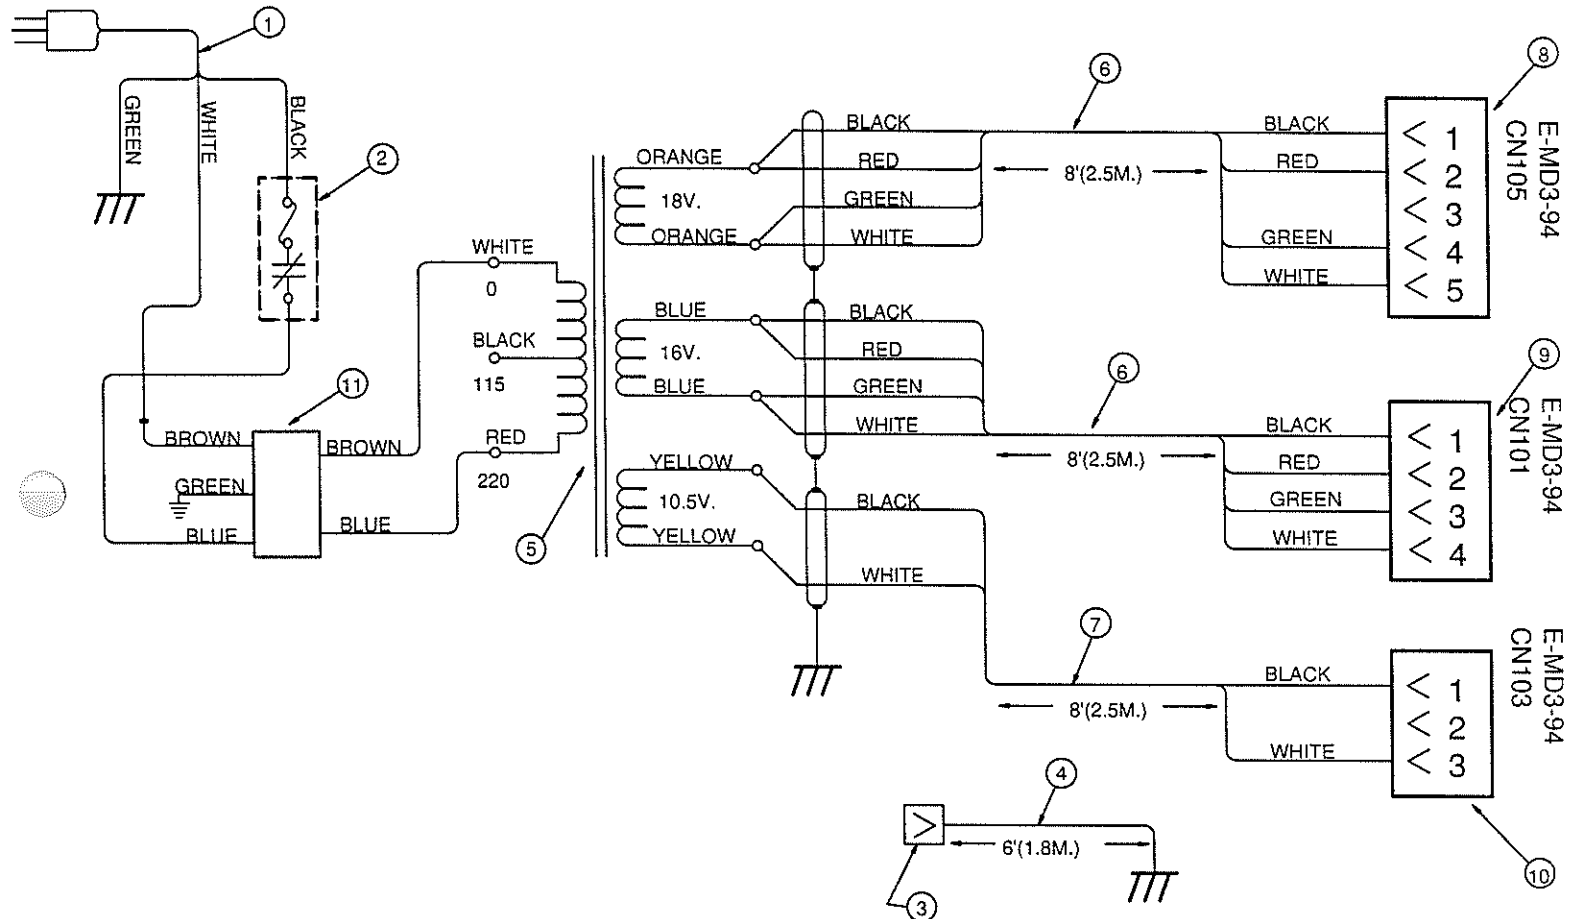 1
GREEN
WHITE
BLACK
2
11
BROWN
GREEN
BLUE
BROWN
BLUE
WHITE
0
BLACK
115
RED
220
5
ORANGE
18V.
ORANGE
BLUE
16V.
BLUE
YELLOW
10.5V.
YELLOW
BLACK
RED
GREEN
WHITE
BLACK
RED
GREEN
WHITE
BLACK
WHITE
6
8'(2.5M.)
BLACK
RED
GREEN
WHITE
1
2
3
4
5
8
E-MD3-94
CN105
6
8'(2.5M.)
BLACK
RED
GREEN
WHITE
1
2
3
4
9
E-MD3-94
CN101
7
8'(2.5M.)
BLACK
WHITE
1
2
3
E-MD3-94
CN103
10
4
6'(1.8M.)
3